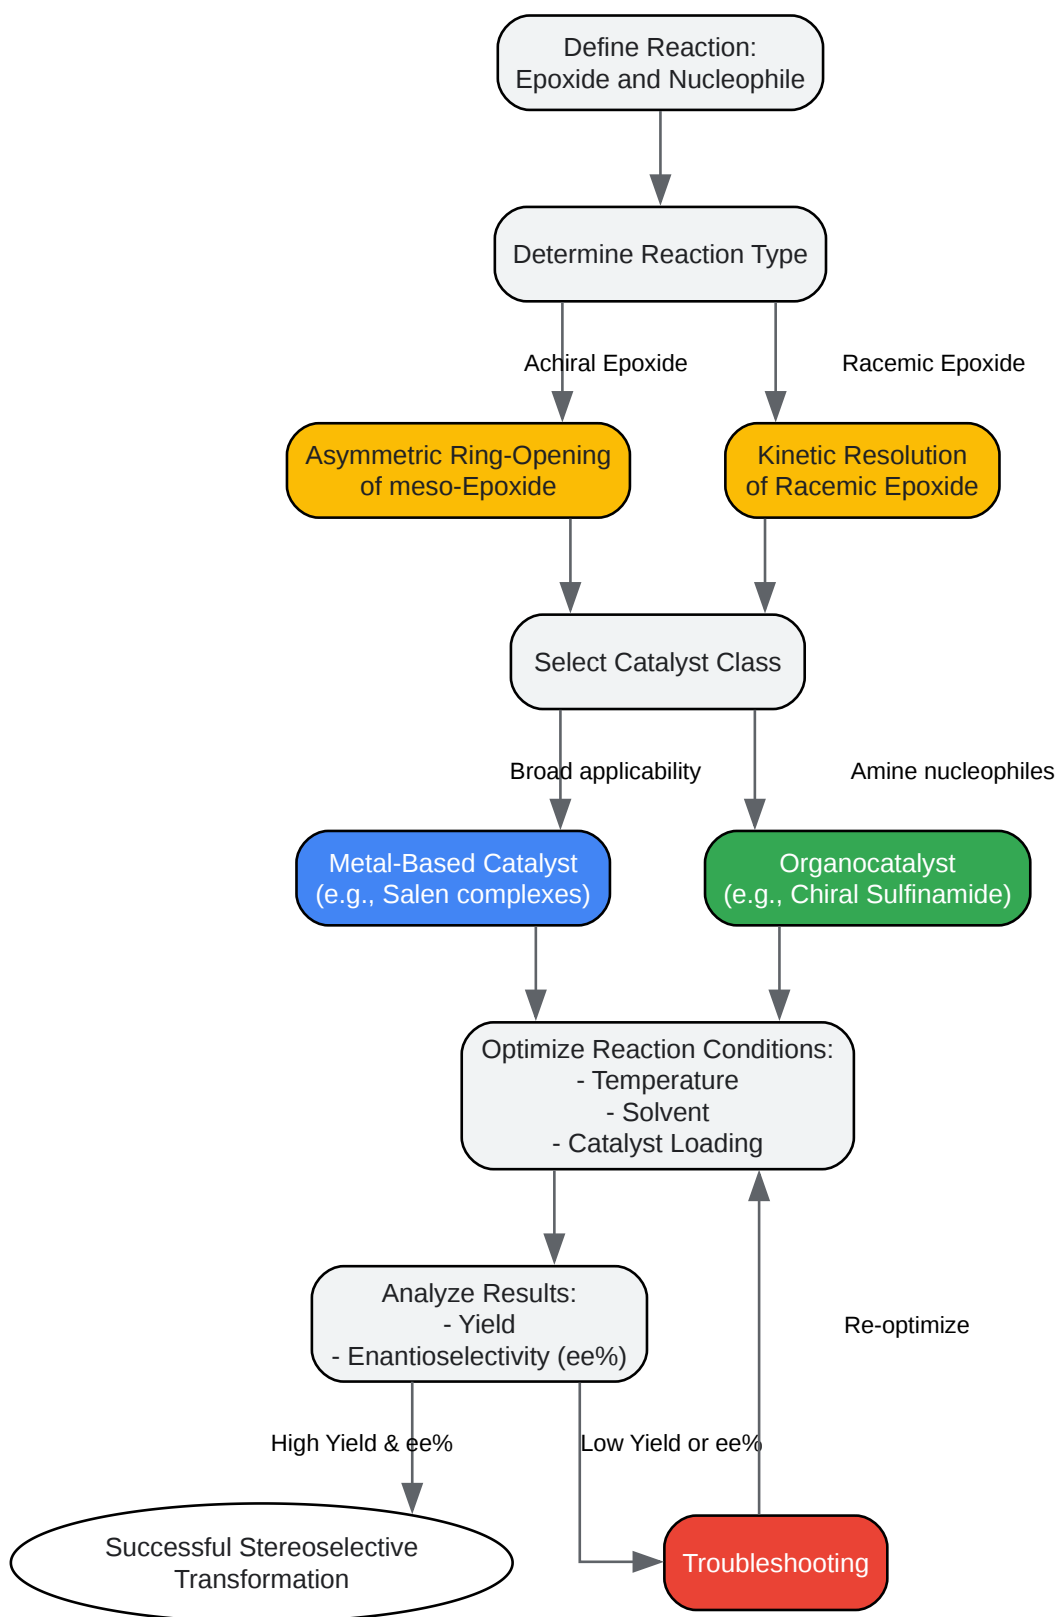 Define Reaction:
Epoxide and Nucleophile
Determine Reaction Type
Achiral Epoxide
Racemic Epoxide
Asymmetric Ring-Opening
of meso-Epoxide
Kinetic Resolution
of Racemic Epoxide
Select Catalyst Class
Broad applicability
Amine nucleophiles
Metal-Based Catalyst
(e.g., Salen complexes)
Organocatalyst
(e.g., Chiral Sulfinamide)
Optimize Reaction Conditions:
- Temperature
- Solvent
- Catalyst Loading
Analyze Results:
- Yield
- Enantioselectivity (ee%)
Re-optimize
High Yield & ee%
Low Yield or ee%
Successful Stereoselective
Transformation
Troubleshooting